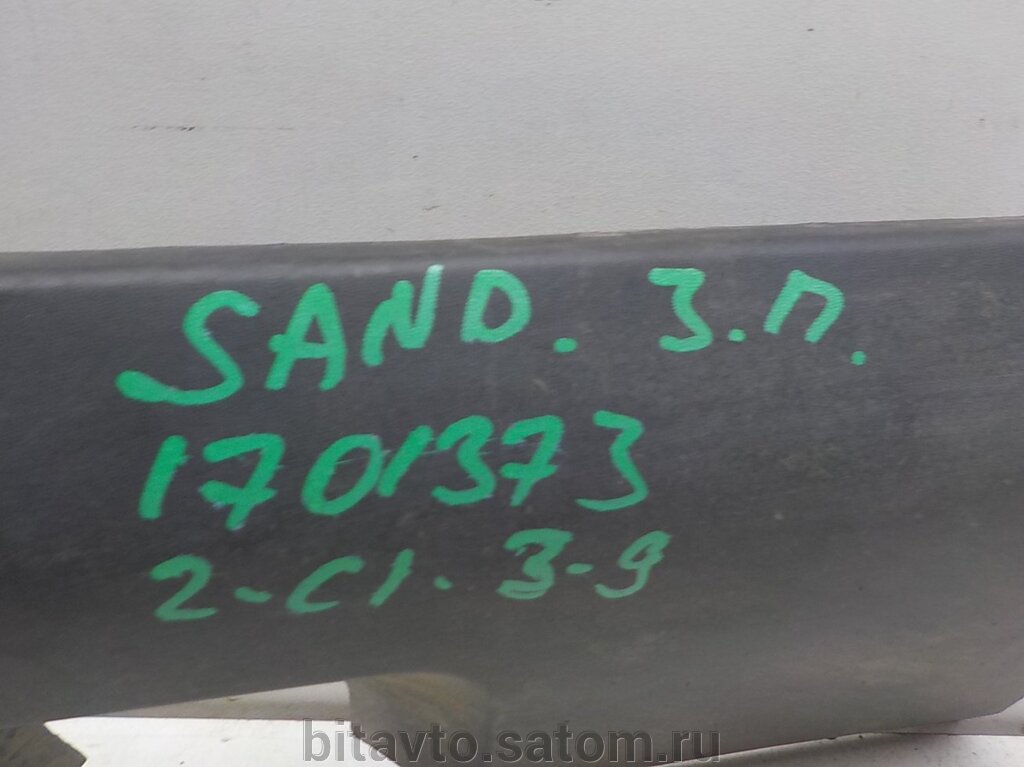 SAND. З.П.
1701373
2-C1-3-9
bitavto.satom.ru